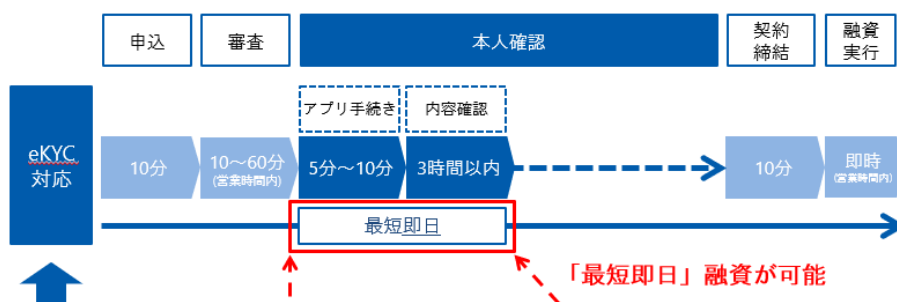 申込
審査
本人確認
契約
締結
融資
実行
アプリ手続き
内容確認
eKYC
対応
10分
10～60分
(営業時間内)
5分～10分
3時間以内
10分
即時
(営業時間内)
最短即日
「最短即日」融資が可能